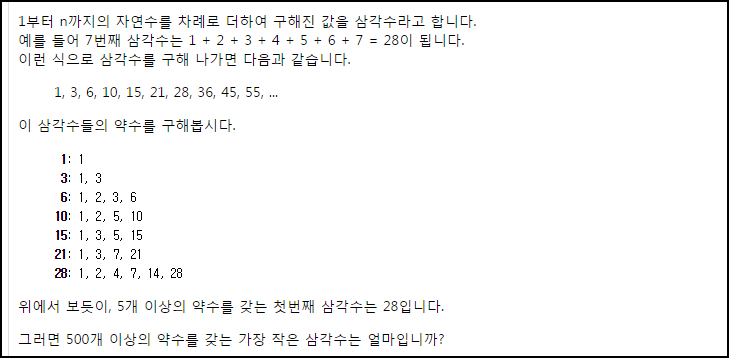 1부터 n까지의 자연수를 차례로 더하여 구해진 값을 삼각수라고 합니다.
예를 들어 7번째 삼각수는 1 + 2 + 3 + 4 + 5 + 6 + 7 = 28이 됩니다.
이런 식으로 삼각수를 구해 나가면 다음과 같습니다.
1, 3, 6, 10, 15, 21, 28, 36, 45, 55, ...
이 삼각수들의 약수를 구해봅시다.
1: 1
3: 1, 3
6: 1, 2, 3, 6
10: 1, 2, 5, 10
15: 1, 3, 5, 15
21: 1, 3, 7, 21
28: 1, 2, 4, 7, 14, 28
위에서 보듯이, 5개 이상의 약수를 갖는 첫번째 삼각수는 28입니다.
그러면 500개 이상의 약수를 갖는 가장 작은 삼각수는 얼마입니까?